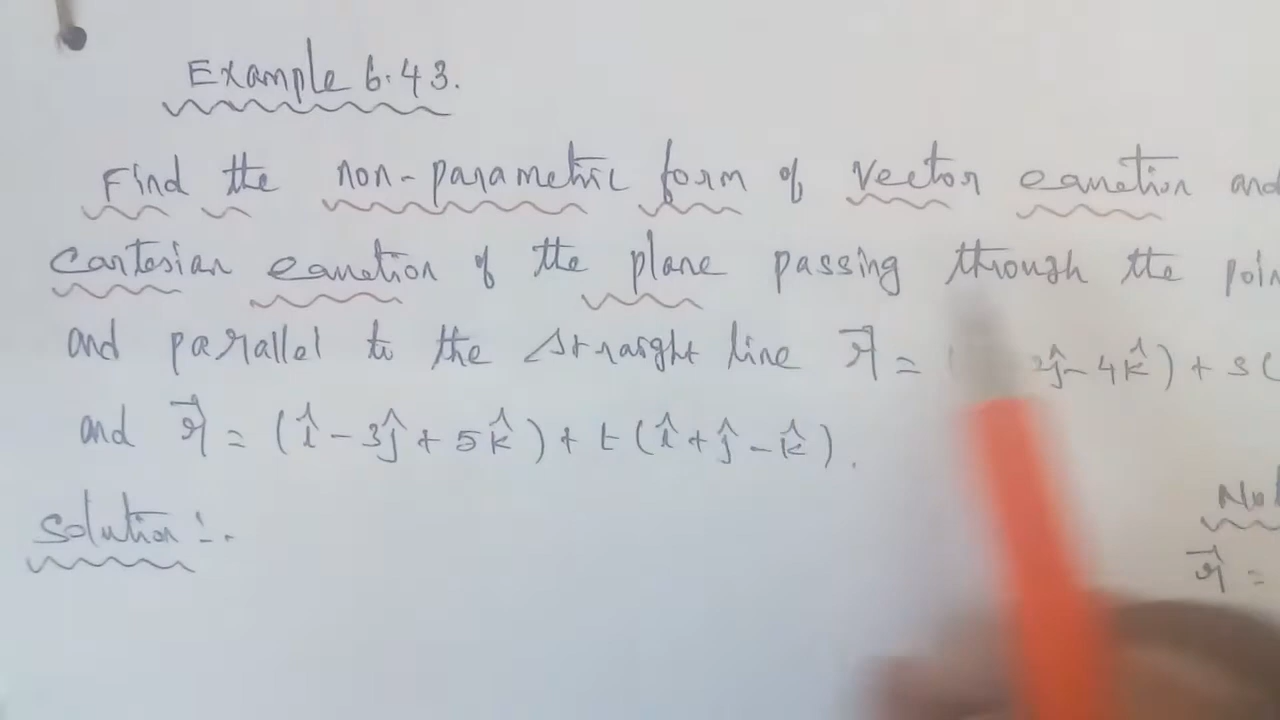 Example 6.43.
Find the non-parametric form of vector equation and
Cartesian equation of the plane passing through the
and parallel to the straight line r⃗ = ( 2ĵ - 4k̂) + s(
and r⃗ = (î - 3ĵ + 5k̂) + t(î + ĵ - k̂).
Solution :-
r⃗ =